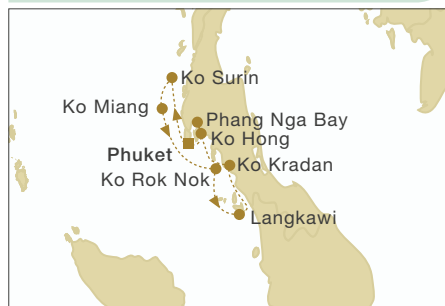 Ko Surin
Ko Miang
Phang Nga Bay
Ko Hong
Phuket
Ko Kradan
Ko Rok Nok
Langkawi